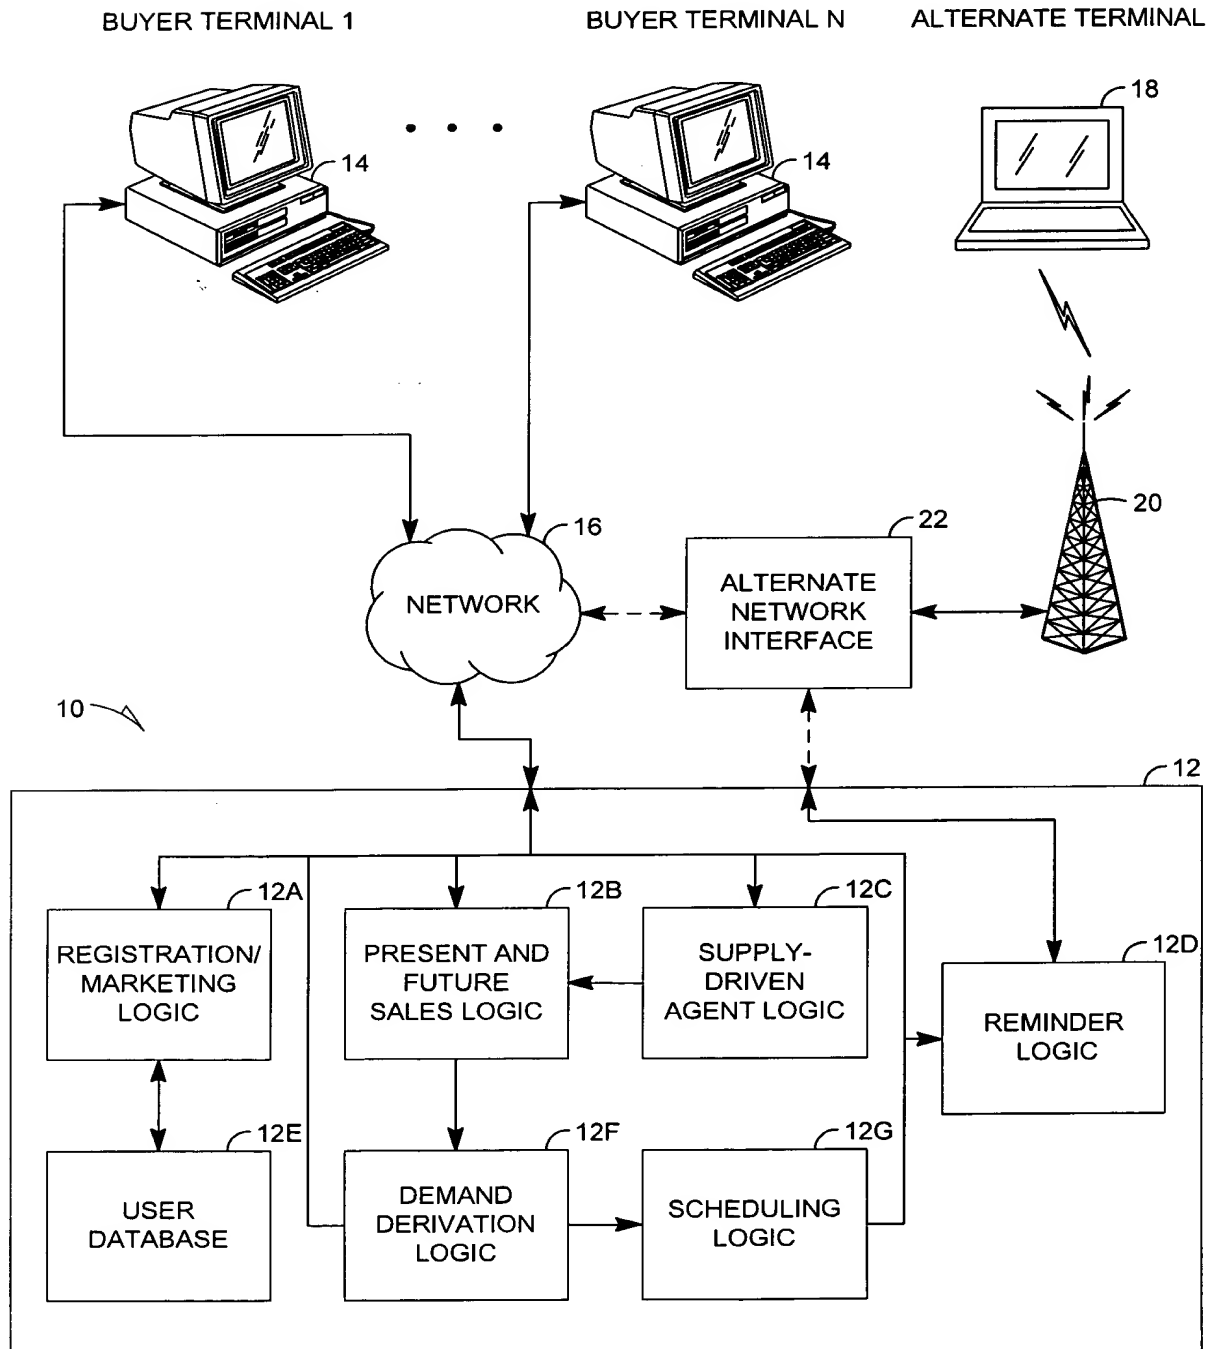 BUYER TERMINAL 1
BUYER TERMINAL N
ALTERNATE TERMINAL
18
14
14
16
22
20
NETWORK
ALTERNATE
NETWORK
INTERFACE
10
12
12A
REGISTRATION/
MARKETING
LOGIC
12B
PRESENT AND
FUTURE
SALES LOGIC
12C
SUPPLY-
DRIVEN
AGENT LOGIC
12D
REMINDER
LOGIC
12E
USER
DATABASE
12F
DEMAND
DERIVATION
LOGIC
12G
SCHEDULING
LOGIC